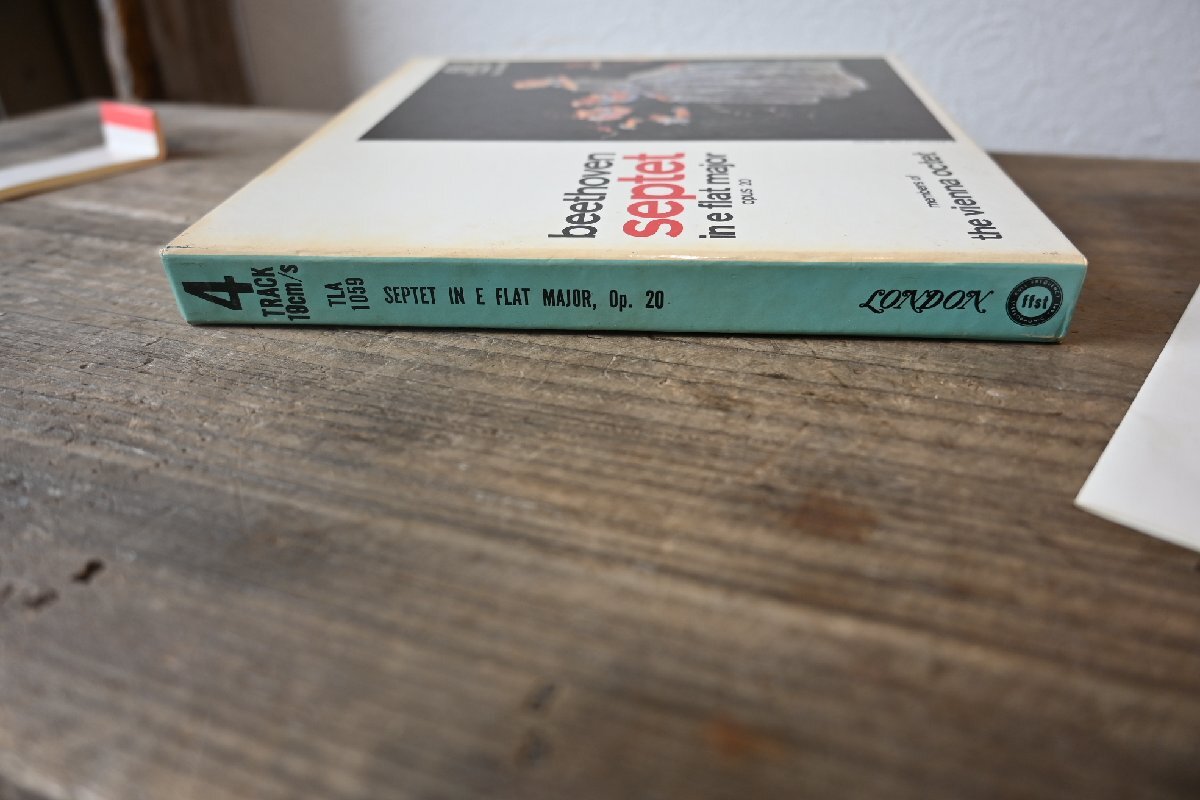 beethoven
septet
in e flat major
opus 20
members of
the vienna octet
4
TRACK
19cm/s
TLA
1059
SEPTET IN E FLAT MAJOR, Op. 20
LONDON
ffst